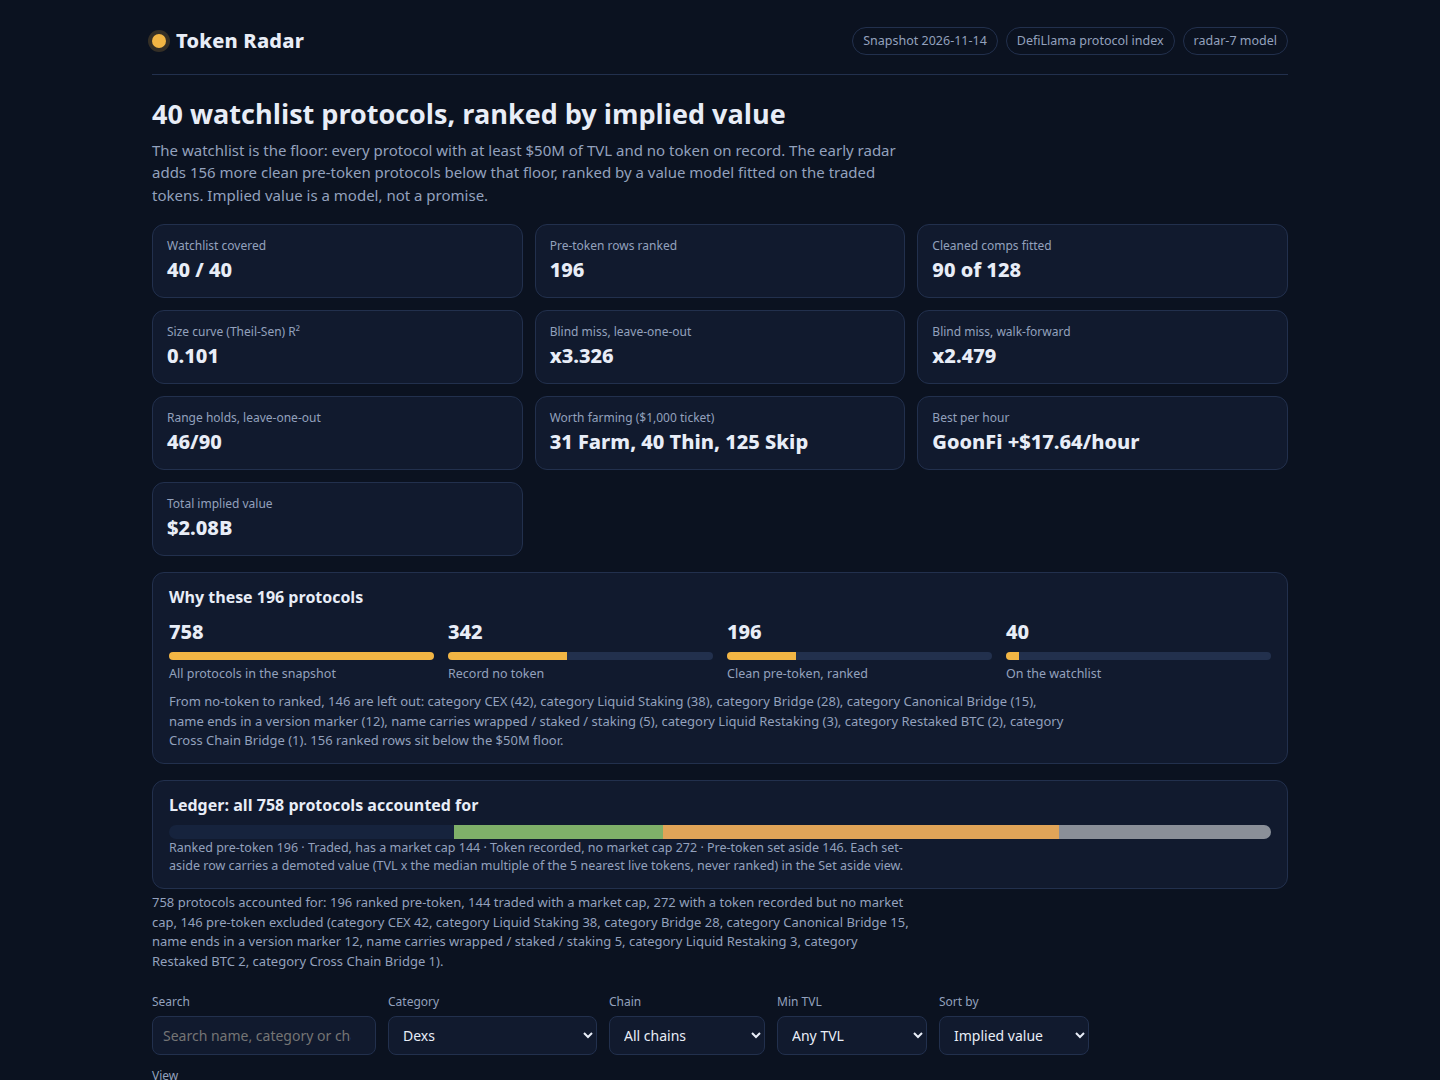 Token Radar
Snapshot 2026-11-14
DefiLlama protocol index
radar-7 model
40 watchlist protocols, ranked by implied value
The watchlist is the floor: every protocol with at least $50M of TVL and no token on record. The early radar
adds 156 more clean pre-token protocols below that floor, ranked by a value model fitted on the traded
tokens. Implied value is a model, not a promise.
Watchlist covered
40 / 40
Pre-token rows ranked
196
Cleaned comps fitted
90 of 128
Size curve (Theil-Sen) R²
0.101
Blind miss, leave-one-out
x3.326
Blind miss, walk-forward
x2.479
Range holds, leave-one-out
46/90
Worth farming ($1,000 ticket)
31 Farm, 40 Thin, 125 Skip
Best per hour
GoonFi +$17.64/hour
Total implied value
$2.08B
Why these 196 protocols
758
All protocols in the snapshot
342
Record no token
196
Clean pre-token, ranked
40
On the watchlist
From no-token to ranked, 146 are left out: category CEX (42), category Liquid Staking (38), category Bridge (28), category Canonical Bridge (15),
name ends in a version marker (12), name carries wrapped / staked / staking (5), category Liquid Restaking (3), category Restaked BTC (2), category
Cross Chain Bridge (1). 156 ranked rows sit below the $50M floor.
Ledger: all 758 protocols accounted for
Ranked pre-token 196 · Traded, has a market cap 144 · Token recorded, no market cap 272 · Pre-token set aside 146. Each set-
aside row carries a demoted value (TVL x the median multiple of the 5 nearest live tokens, never ranked) in the Set aside view.
758 protocols accounted for: 196 ranked pre-token, 144 traded with a market cap, 272 with a token recorded but no market
cap, 146 pre-token excluded (category CEX 42, category Liquid Staking 38, category Bridge 28, category Canonical Bridge 15,
name ends in a version marker 12, name carries wrapped / staked / staking 5, category Liquid Restaking 3, category
Restaked BTC 2, category Cross Chain Bridge 1).
Search
Search name, category or ch
Category
Dexs
Chain
All chains
Min TVL
Any TVL
Sort by
Implied value
View